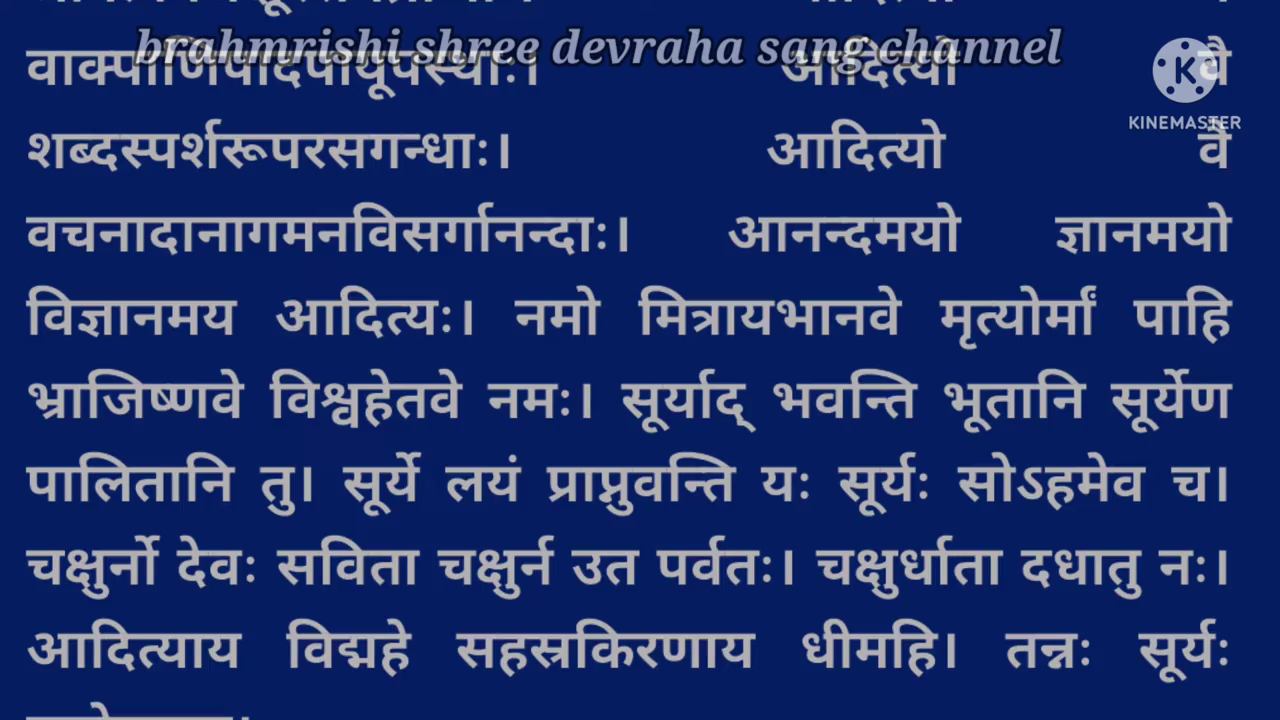 brahmrishi shree devraha sang channel
वाक्पाणिपादपायूपस्थाः। आदित्यो वै
KINEMASTER
शब्दस्पर्शरूपरसगन्धाः। आदित्यो वै
वचनादानागमनविसर्गानन्दाः। आनन्दमयो ज्ञानमयो
विज्ञानमय आदित्यः। नमो मित्रायभानवे मृत्योर्मां पाहि
भ्राजिष्णवे विश्वहेतवे नमः। सूर्याद् भवन्ति भूतानि सूर्येण
पालितानि तु। सूर्ये लयं प्राप्नुवन्ति यः सूर्यः सोऽहमेव च।
चक्षुर्नो देवः सविता चक्षुर्न उत पर्वतः। चक्षुर्धाता दधातु नः।
आदित्याय विद्महे सहस्रकिरणाय धीमहि। तन्नः सूर्यः